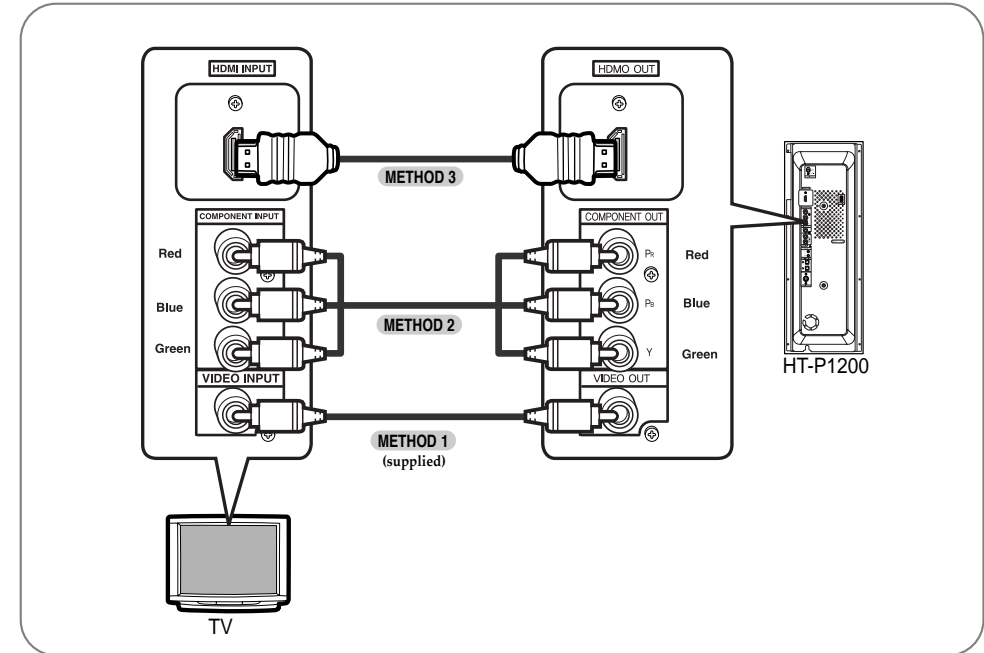 HDMI INPUT
HDMO OUT
METHOD 3
COMPONENT INPUT
COMPONENT OUT
Red
PR
Red
Blue
PB
Blue
METHOD 2
Green
Y
Green
VIDEO INPUT
VIDEO OUT
METHOD 1
(supplied)
HT-P1200
TV